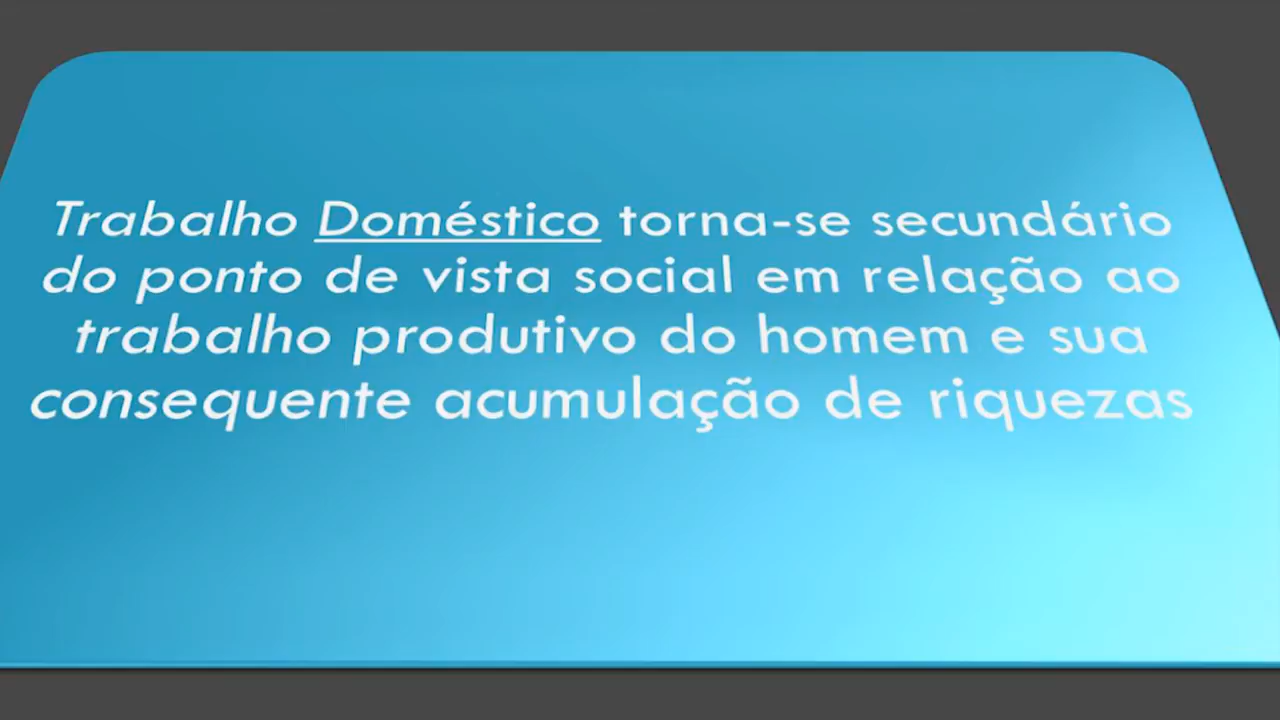 Trabalho Doméstico torna-se secundário
do ponto de vista social em relação ao
trabalho produtivo do homem e sua
consequente acumulação de riquezas